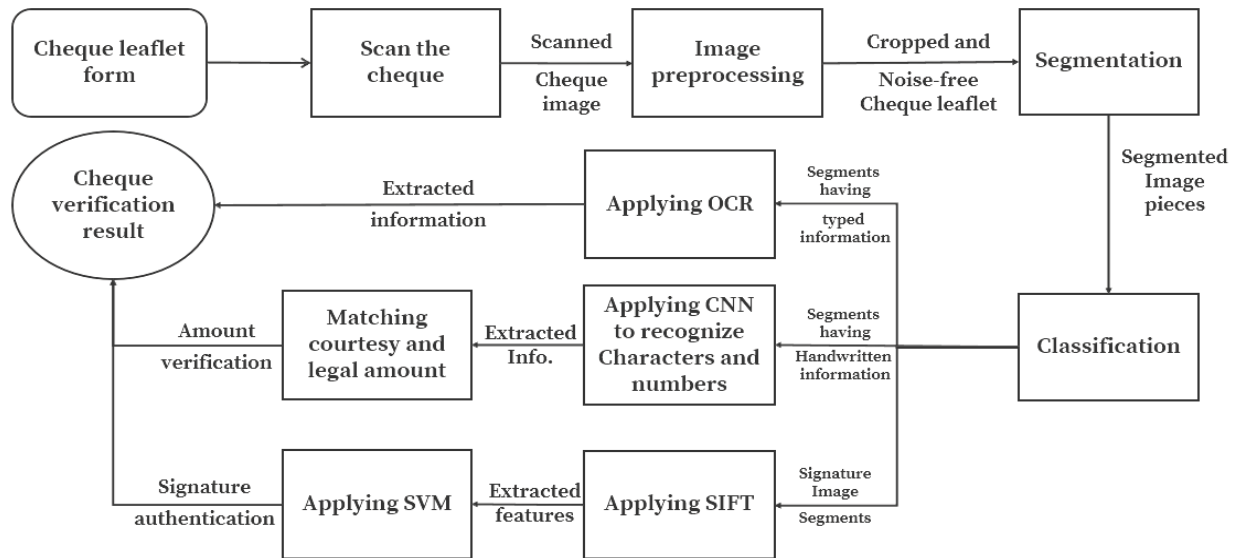 Cheque leaflet
form
Scan the
cheque
Scanned
Cheque
image
Image
preprocessing
Cropped and
Noise-free
Cheque leaflet
Segmentation
Segmented
Image
pieces
Cheque
verification
result
Extracted
information
Applying OCR
Segments
having
typed
information
Amount
verification
Matching
courtesy and
legal amount
Extracted
Info.
Applying CNN
to recognize
Characters and
numbers
Segments
having
Handwritten
information
Classification
Signature
authentication
Applying SVM
Extracted
features
Applying SIFT
Signature
Image
Segments